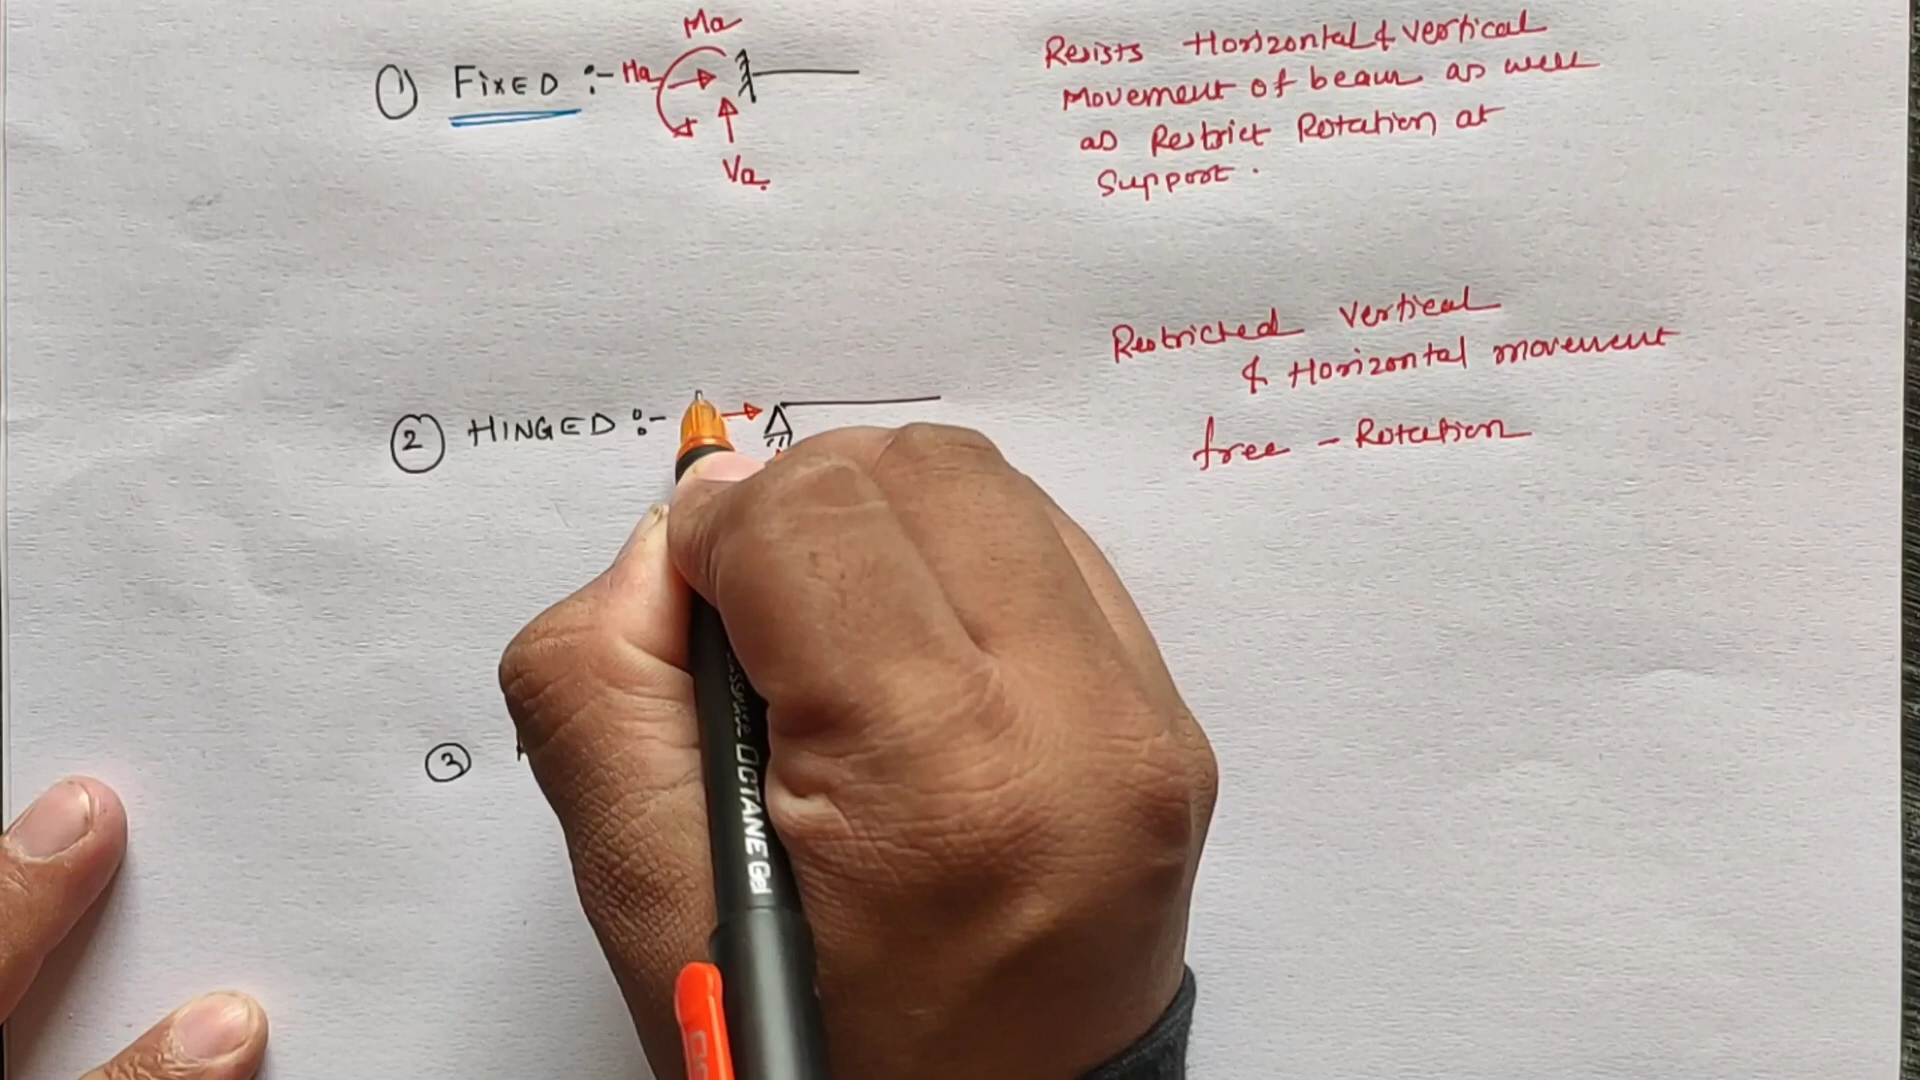 Ma
① FixED :- Ha
Va.
Resists Horizontal & vertical
Movement of beam as well
as Restrict Rotation at
Support.
② HINGED :-
Restricted vertical
& Horizontal movement
free - Rotation
③
OCTANE Gel